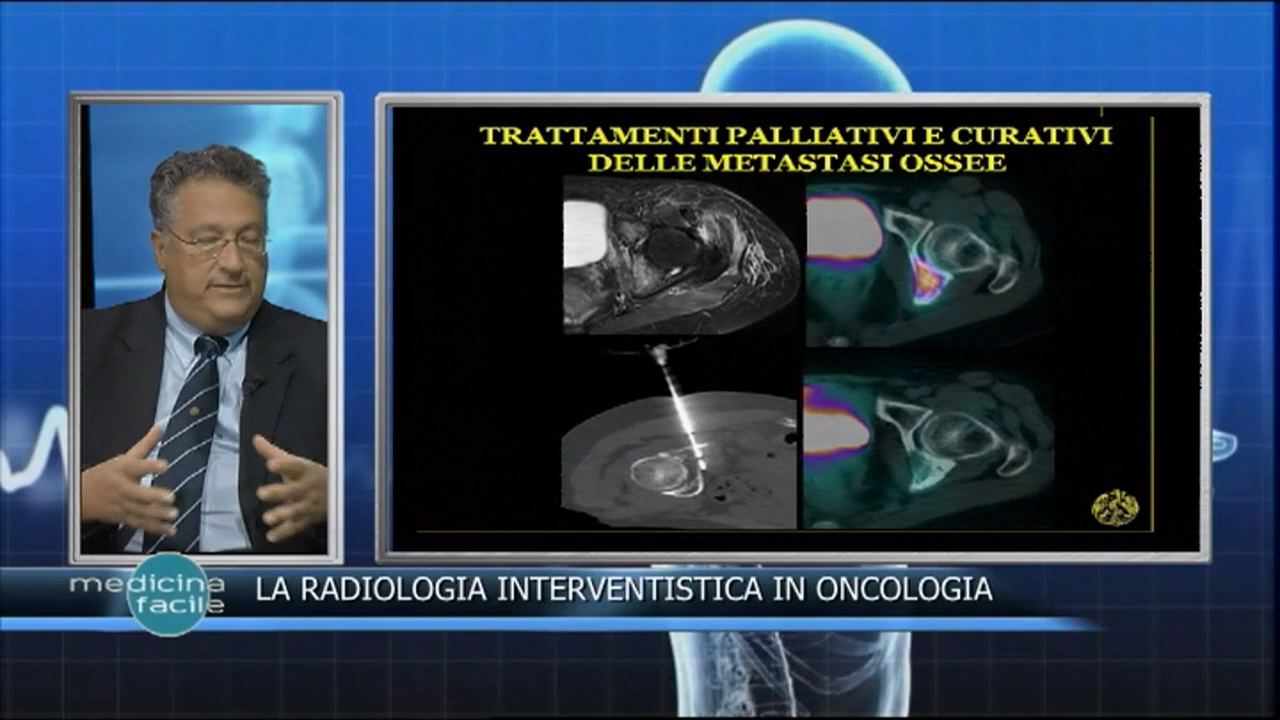 TRATTAMENTI PALLIATIVI E CURATIVI
DELLE METASTASI OSSEE
medicina
facile
LA RADIOLOGIA INTERVENTISTICA IN ONCOLOGIA